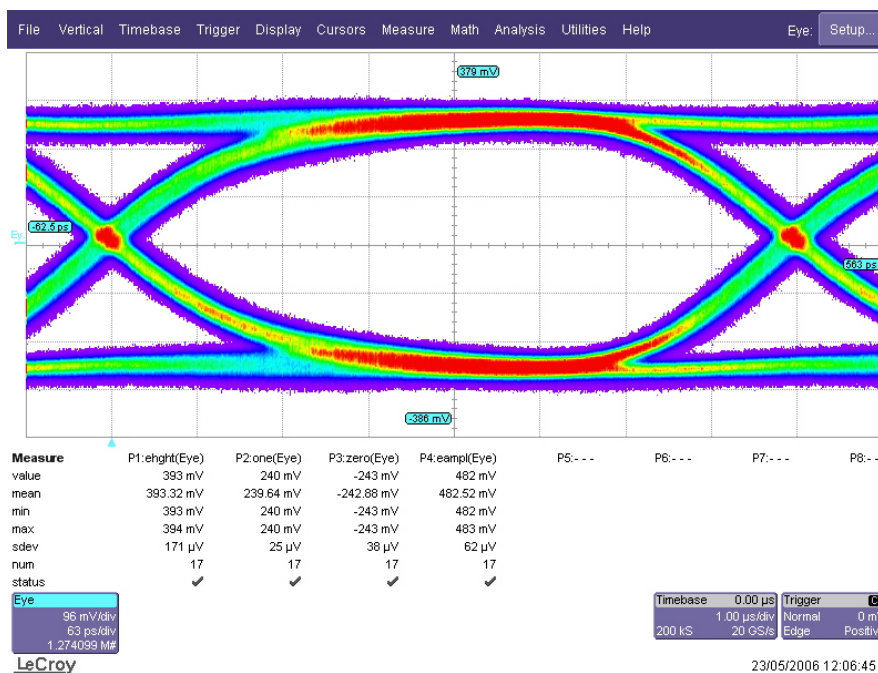 File Vertical Timebase Trigger Display Cursors Measure Math Analysis Utilities Help Eye: Setup...
379 mV
-62.5 ps
Ey
563 ps
-386 mV
Measure P1:ehght(Eye) P2:one(Eye) P3:zero(Eye) P4:eampl(Eye) P5:- - - P6:- - - P7:- - - P8:- -
value 393 mV 240 mV -243 mV 482 mV
mean 393.32 mV 239.64 mV -242.88 mV 482.52 mV
min 393 mV 240 mV -243 mV 482 mV
max 394 mV 240 mV -243 mV 483 mV
sdev 171 µV 25 µV 38 µV 62 µV
num 17 17 17 17
status ✔ ✔ ✔ ✔
Eye
96 mV/div
63 ps/div
1.274099 M#
Timebase 0.00 µs
1.00 µs/div
200 kS 20 GS/s
Trigger C
Normal 0 m
Edge Positiv
LeCroy
23/05/2006 12:06:45